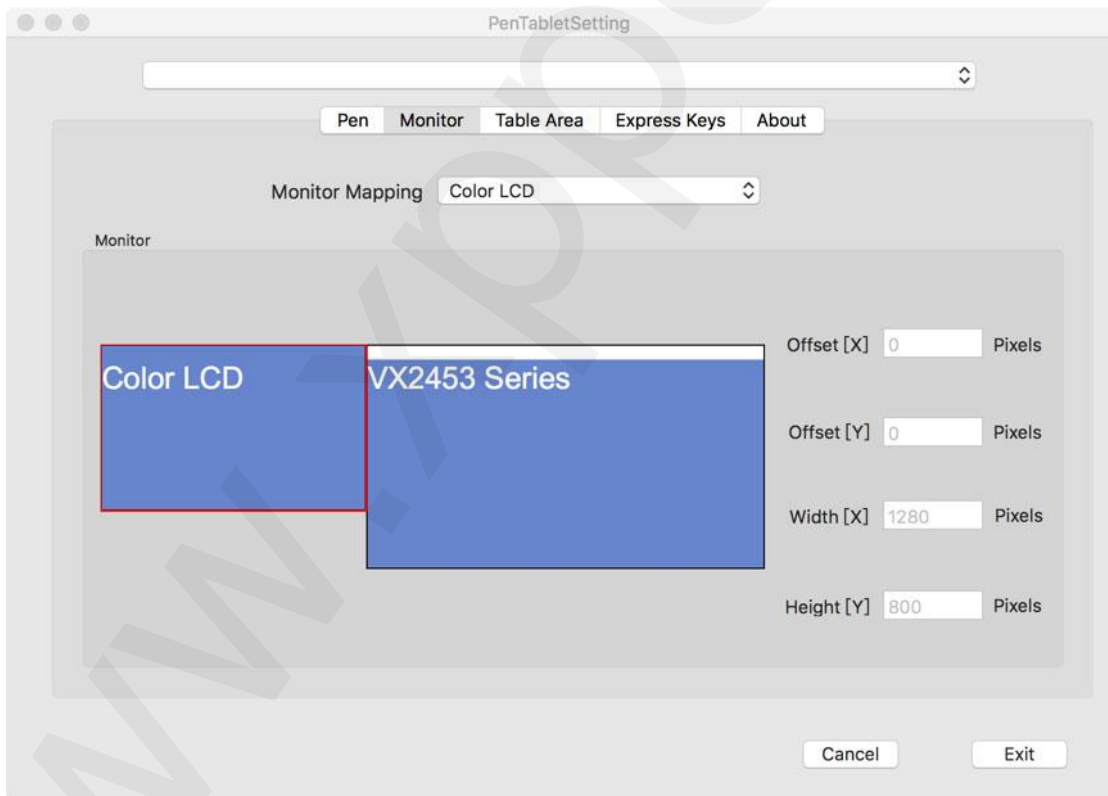 PenTabletSetting
Pen Monitor Table Area Express Keys About
Monitor Mapping Color LCD
Monitor
Offset [X] 0 Pixels
Color LCD VX2453 Series
Offset [Y] 0 Pixels
Width [X] 1280 Pixels
Height [Y] 800 Pixels
Cancel Exit